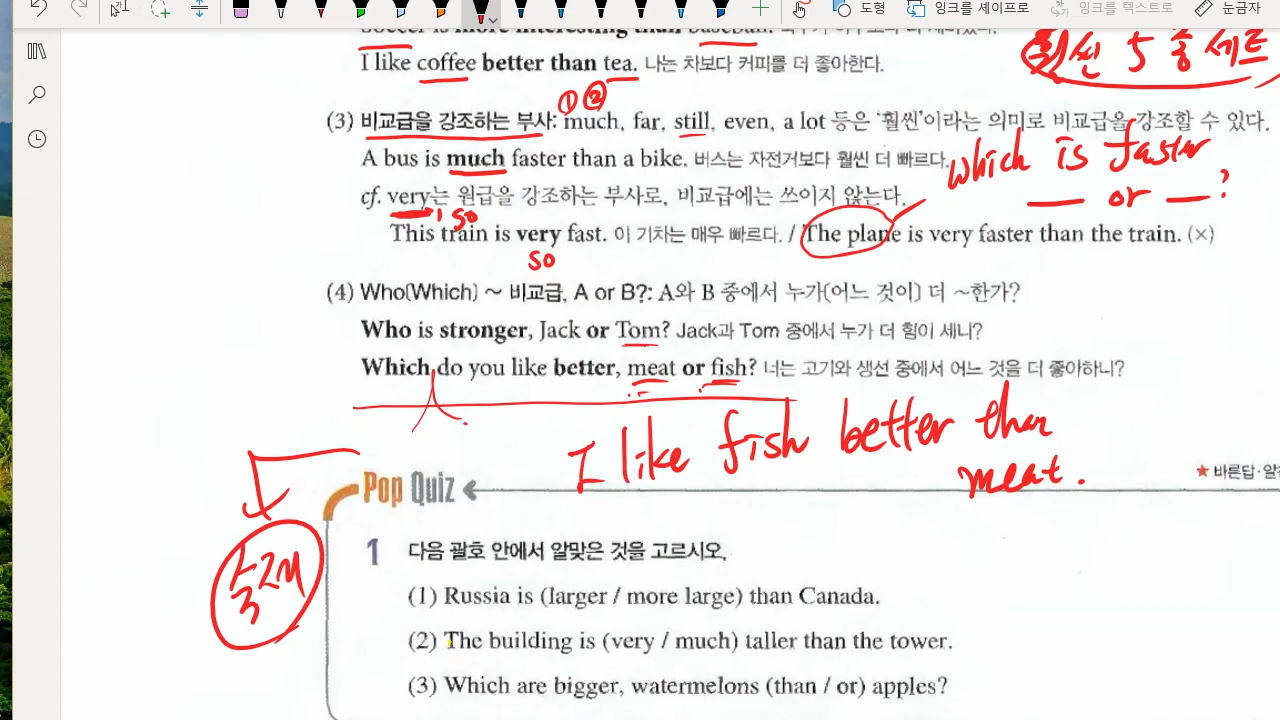 도형 잉크를 셰이프로 잉크를 텍스트로 눈금자
Soccer is more interesting than baseball.
I like coffee better than tea. 나는 차보다 커피를 더 좋아한다.
훨씬 5 종 세트
① ②
(3) 비교급을 강조하는 부사: much, far, still, even, a lot 등은 '훨씬'이라는 의미로 비교급을 강조할 수 있다.
A bus is much faster than a bike. 버스는 자전거보다 훨씬 더 빠르다.
which is faster
__ or __?
cf. very는 원급을 강조하는 부사로, 비교급에는 쓰이지 않는다.
, so
This train is very fast. 이 기차는 매우 빠르다. / The plane is very faster than the train. (×)
so
(4) Who(Which) ~ 비교급, A or B?: A와 B 중에서 누가(어느 것이) 더 ~한가?
Who is stronger, Jack or Tom? Jack과 Tom 중에서 누가 더 힘이 세니?
Which do you like better, meat or fish? 너는 고기와 생선 중에서 어느 것을 더 좋아하니?
I like fish better than
meat.
Pop Quiz
★ 바른답·알
숙제
1 다음 괄호 안에서 알맞은 것을 고르시오.
(1) Russia is (larger / more large) than Canada.
(2) The building is (very / much) taller than the tower.
(3) Which are bigger, watermelons (than / or) apples?